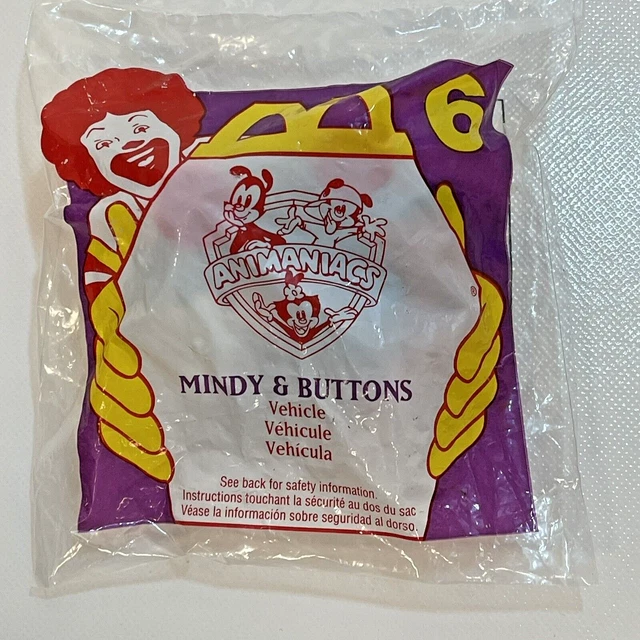 6
ANIMANIACS
®
MINDY & BUTTONS
Vehicle
Véhicule
Vehícula
See back for safety information.
Instructions touchant la sécurité au dos du sac
Véase la información sobre seguridad al dorso.